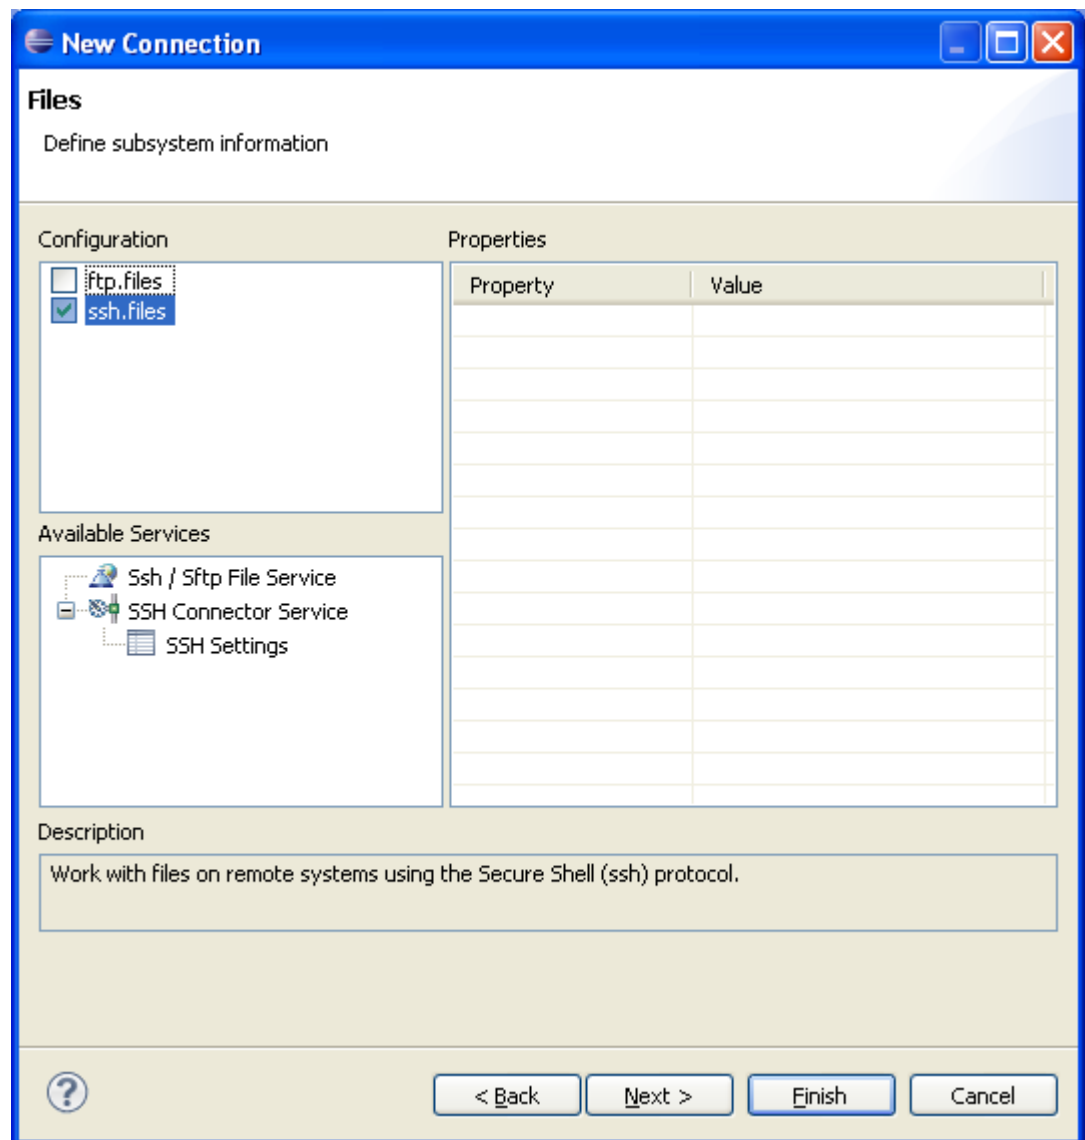 New Connection
Files
Define subsystem information
Configuration
Properties
ftp.files
ssh.files
Property Value
Available Services
Ssh / Sftp File Service
SSH Connector Service
SSH Settings
Description
Work with files on remote systems using the Secure Shell (ssh) protocol.
?
< Back
Next >
Finish
Cancel